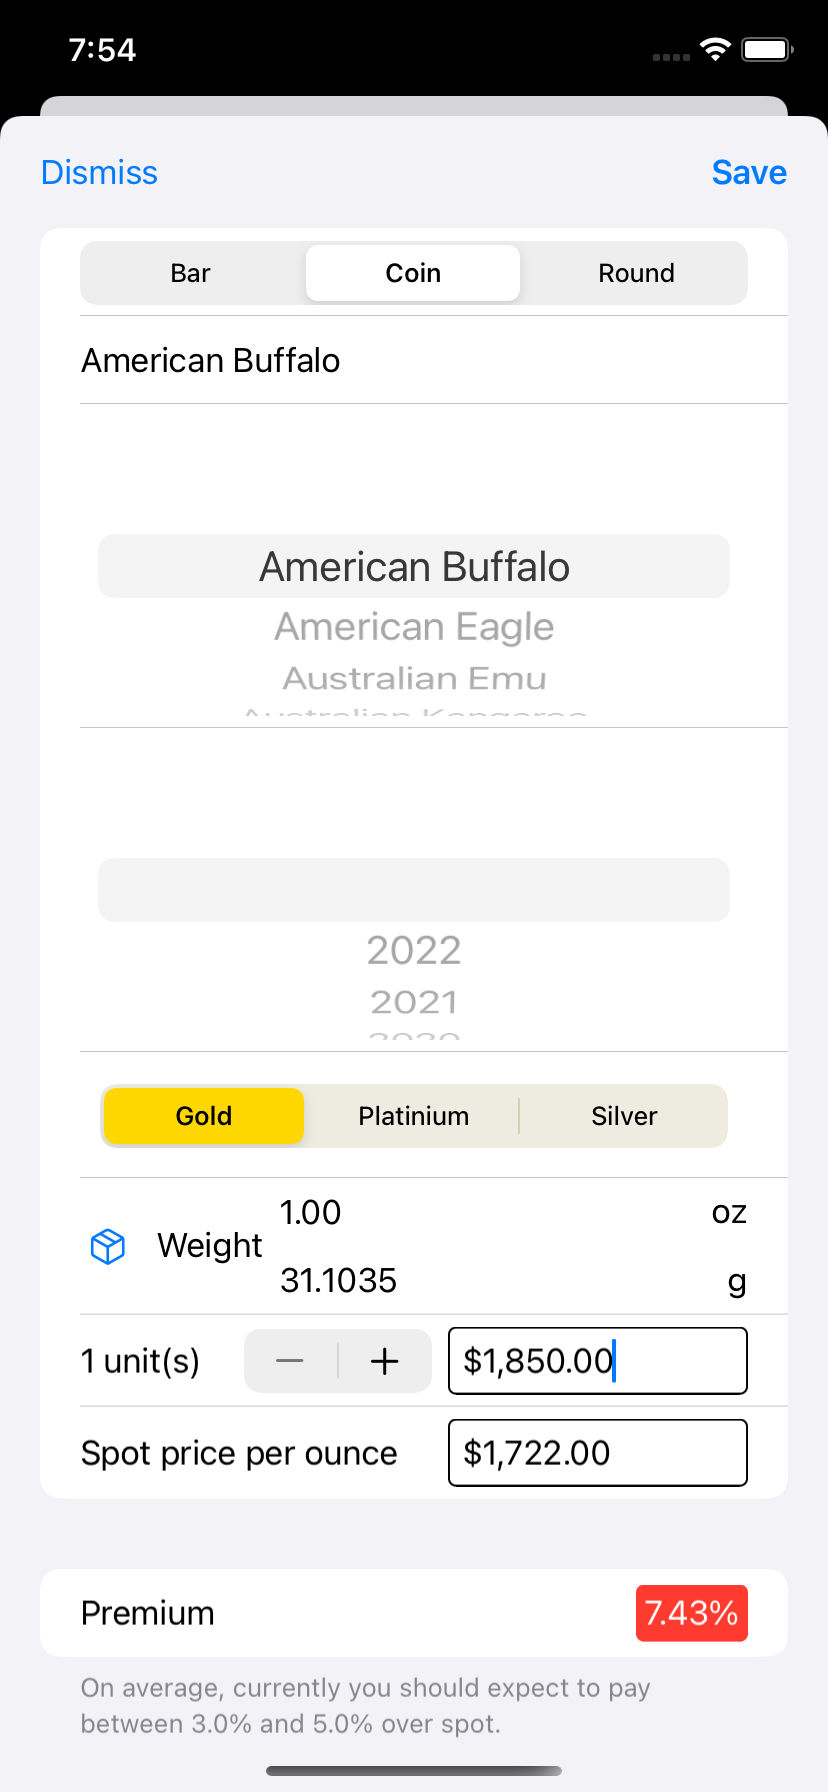 7:54
Dismiss Save
Bar Coin Round
American Buffalo
American Buffalo
American Eagle
Australian Emu
Australian Kangaroo
2022
2021
2020
Gold Platinium Silver
Weight 1.00 oz
31.1035 g
1 unit(s) $1,850.00
Spot price per ounce $1,722.00
Premium 7.43%
On average, currently you should expect to pay
between 3.0% and 5.0% over spot.